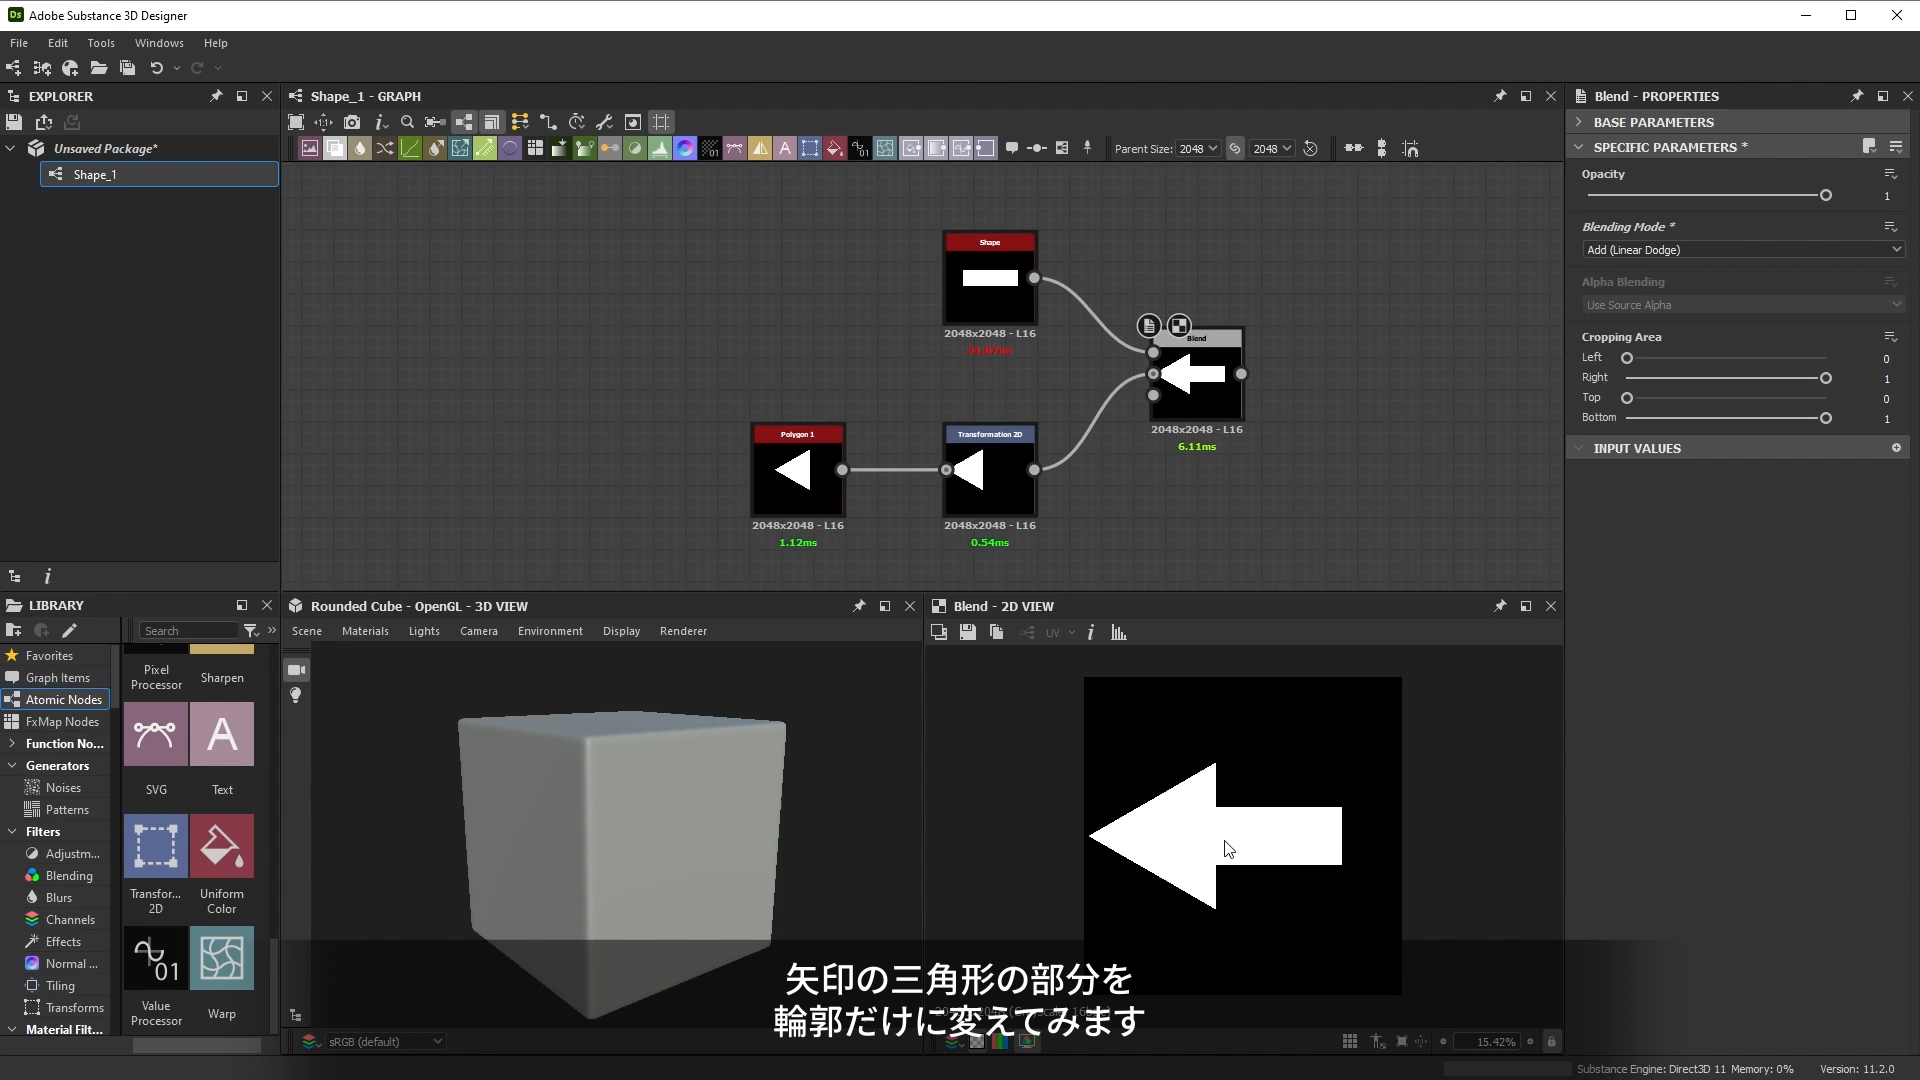 Adobe Substance 3D Designer
File Edit Tools Windows Help
EXPLORER
Unsaved Package*
Shape_1
Shape_1 - GRAPH
Parent Size: 2048 2048
Shape
2048x2048 - L16
Blend
2048x2048 - L16
6.11ms
Polygon 1
2048x2048 - L16
1.12ms
Transformation 2D
2048x2048 - L16
0.54ms
Blend - PROPERTIES
BASE PARAMETERS
SPECIFIC PARAMETERS *
Opacity
1
Blending Mode *
Add (Linear Dodge)
Alpha Blending
Use Source Alpha
Cropping Area
Left 0
Right 1
Top 0
Bottom 1
INPUT VALUES
LIBRARY
Search
Favorites
Graph Items
Atomic Nodes
FxMap Nodes
Function No...
Generators
Noises
Patterns
Filters
Adjustm...
Blending
Blurs
Channels
Effects
Normal ...
Tiling
Transforms
Material Filt...
Pixel Processor
Sharpen
SVG
Text
Transfor... 2D
Uniform Color
Value Processor
Warp
Rounded Cube - OpenGL - 3D VIEW
Scene Materials Lights Camera Environment Display Renderer
sRGB (default)
Blend - 2D VIEW
UV
矢印の三角形の部分を
輪郭だけに変えてみます
15.42%
Substance Engine: Direct3D 11 Memory: 0% Version: 11.2.0